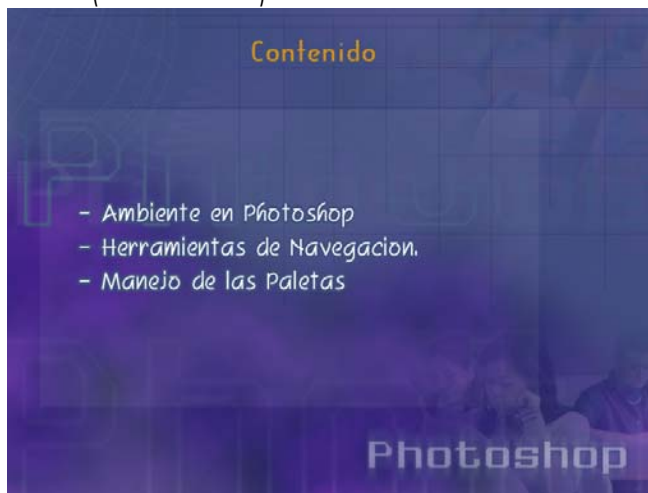 Contenido
- Ambiente en Photoshop
- Herramientas de Navegacion.
- Manejo de las Paletas
Photoshop